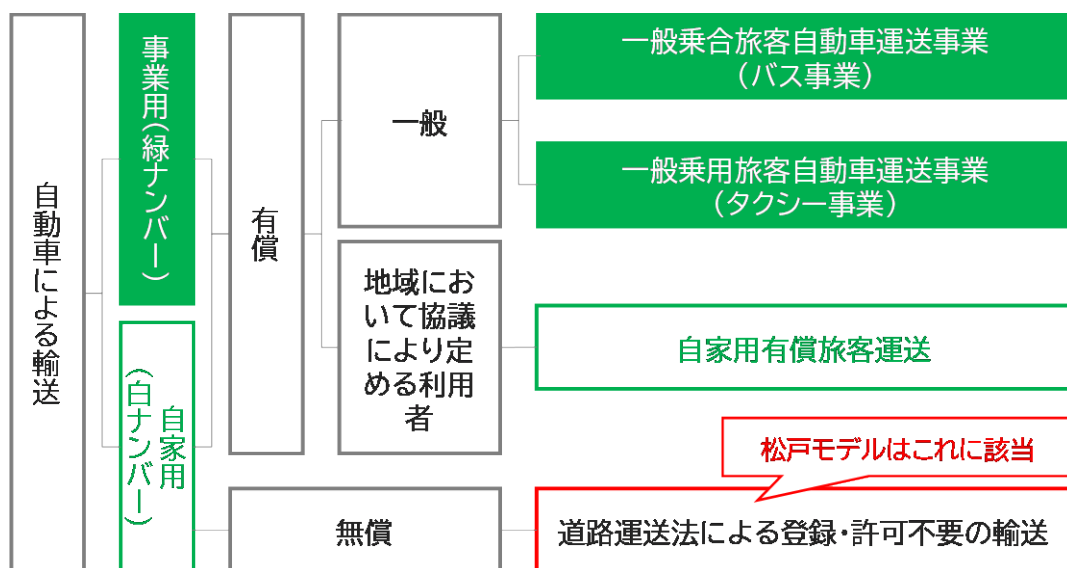 自動車による輸送
事業用(緑ナンバー)
自家用
(白ナンバー)
有償
無償
一般
地域にお
いて協議
により定
める利用
者
一般乗合旅客自動車運送事業
(バス事業)
一般乗用旅客自動車運送事業
(タクシー事業)
自家用有償旅客運送
松戸モデルはこれに該当
道路運送法による登録・許可不要の輸送